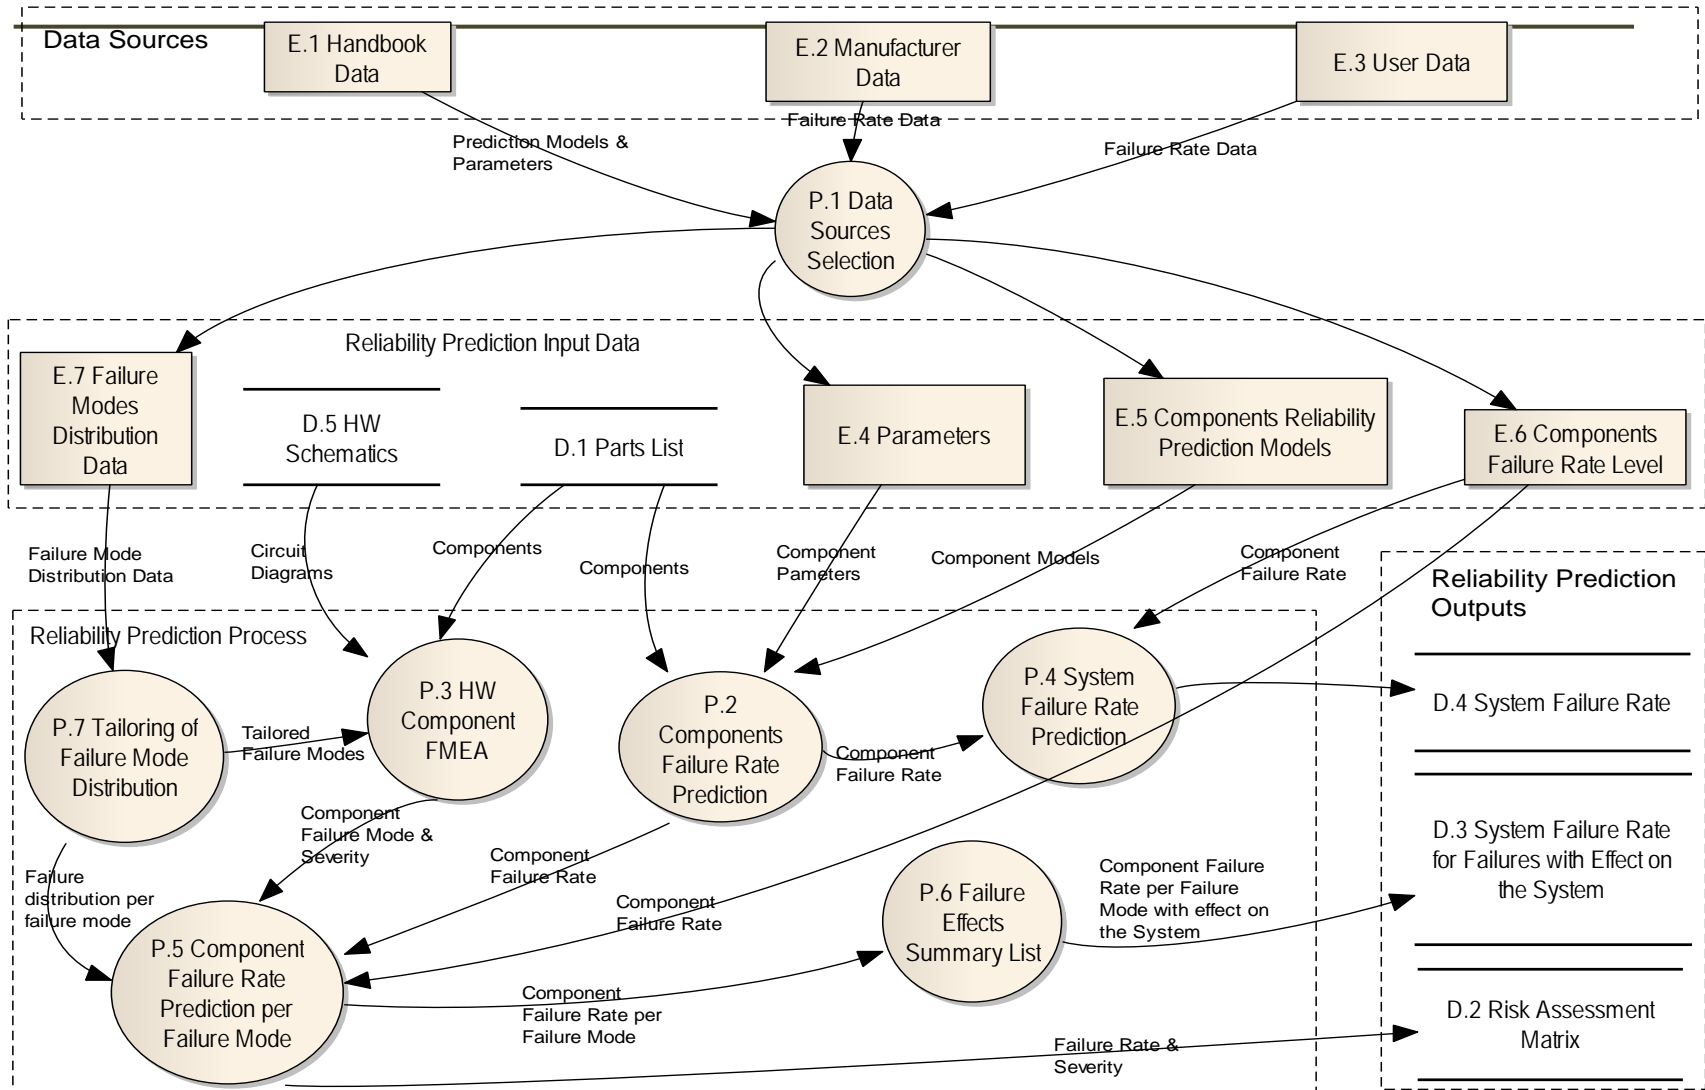 Data Sources
E.1 Handbook
Data
E.2 Manufacturer
Data
E.3 User Data
Prediction Models &
Parameters
Failure Rate Data
Failure Rate Data
P.1 Data
Sources
Selection
Reliability Prediction Input Data
E.7 Failure
Modes
Distribution
Data
D.5 HW
Schematics
D.1 Parts List
E.4 Parameters
E.5 Components Reliability
Prediction Models
E.6 Components
Failure Rate Level
Failure Mode
Distribution Data
Circuit
Diagrams
Components
Components
Component
Pameters
Component Models
Component
Failure Rate
Reliability Prediction
Outputs
Reliability Prediction Process
P.7 Tailoring of
Failure Mode
Distribution
Tailored
Failure Modes
P.3 HW
Component
FMEA
P.2
Components
Failure Rate
Prediction
Component
Failure Rate
P.4 System
Failure Rate
Prediction
D.4 System Failure Rate
Component
Failure Mode &
Severity
Failure
distribution per
failure mode
Component
Failure Rate
Component
Failure Rate
P.6 Failure
Effects
Summary List
Component Failure
Rate per Failure
Mode with effect on
the System
D.3 System Failure Rate
for Failures with Effect on
the System
P.5 Component
Failure Rate
Prediction per
Failure Mode
Component
Failure Rate per
Failure Mode
Failure Rate &
Severity
D.2 Risk Assessment
Matrix